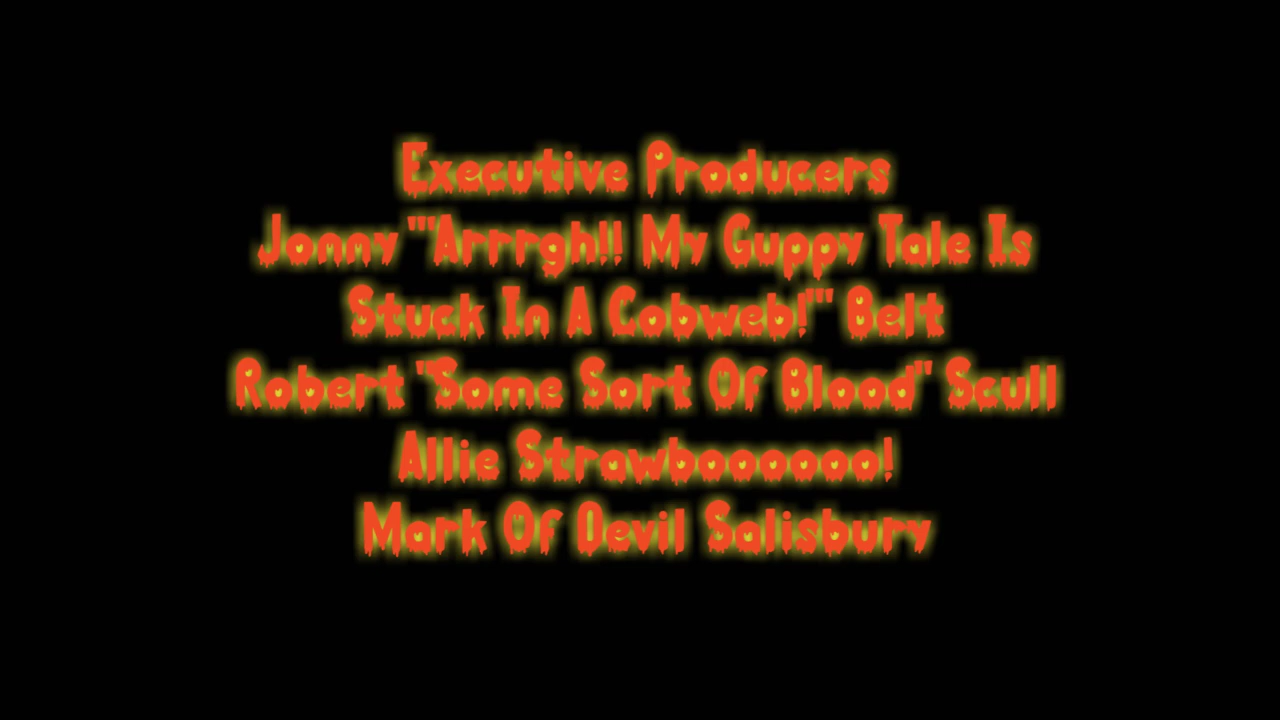 Executive Producers
Jonny "'Arrrgh!! My Guppy Tale Is
Stuck In A Cobweb!'" Belt
Robert "Some Sort Of Blood" Scull
Allie Strawbooooooo!
Mark Of Devil Salisbury